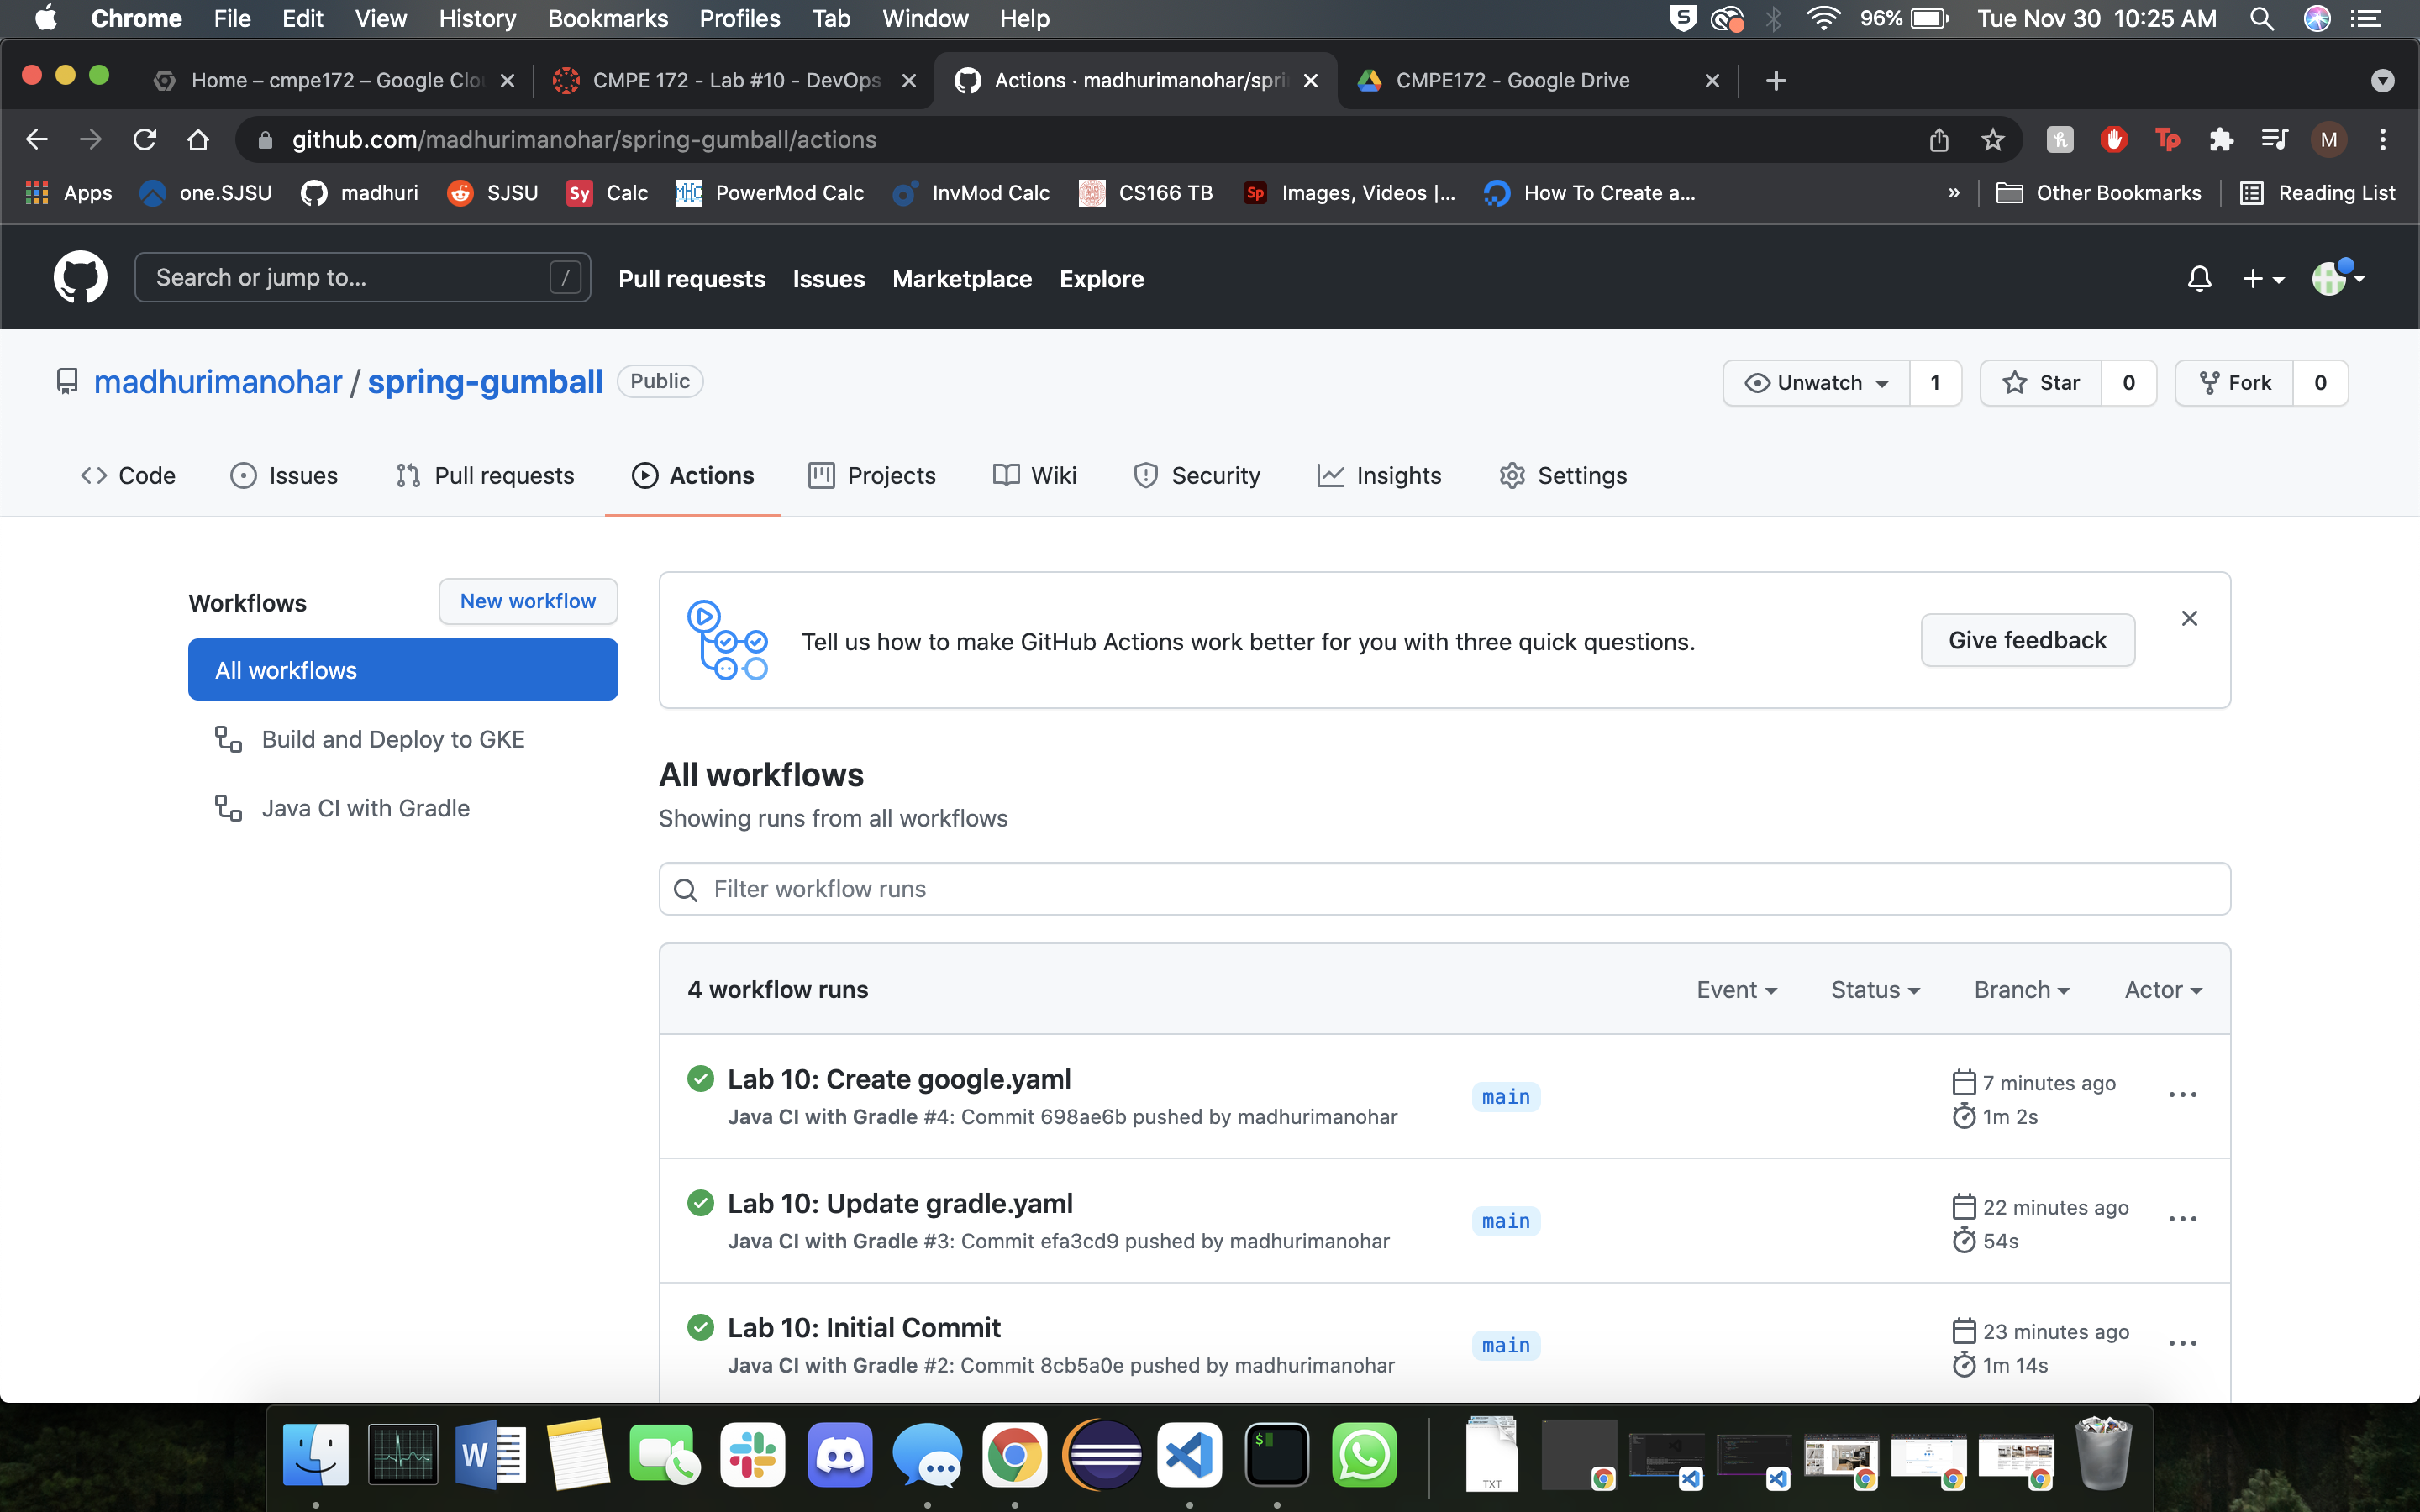 Chrome File Edit View History Bookmarks Profiles Tab Window Help S 96% Tue Nov 30 10:25 AM
Home – cmpe172 – Google Clou CMPE 172 - Lab #10 - DevOps Actions · madhurimanohar/spri CMPE172 - Google Drive
github.com/madhurimanohar/spring-gumball/actions Tp M
Apps one.SJSU madhuri SJSU Sy Calc MHC PowerMod Calc InvMod Calc CS166 TB Sp Images, Videos |... How To Create a... » Other Bookmarks Reading List
Search or jump to... / Pull requests Issues Marketplace Explore
madhurimanohar / spring-gumball Public Unwatch 1 Star 0 Fork 0
Code Issues Pull requests Actions Projects Wiki Security Insights Settings
Workflows New workflow
All workflows
Build and Deploy to GKE
Java CI with Gradle
Tell us how to make GitHub Actions work better for you with three quick questions. Give feedback
All workflows
Showing runs from all workflows
Filter workflow runs
4 workflow runs Event Status Branch Actor
Lab 10: Create google.yaml
Java CI with Gradle #4: Commit 698ae6b pushed by madhurimanohar
main
7 minutes ago
1m 2s
Lab 10: Update gradle.yaml
Java CI with Gradle #3: Commit efa3cd9 pushed by madhurimanohar
main
22 minutes ago
54s
Lab 10: Initial Commit
Java CI with Gradle #2: Commit 8cb5a0e pushed by madhurimanohar
main
23 minutes ago
1m 14s
W $ TXT